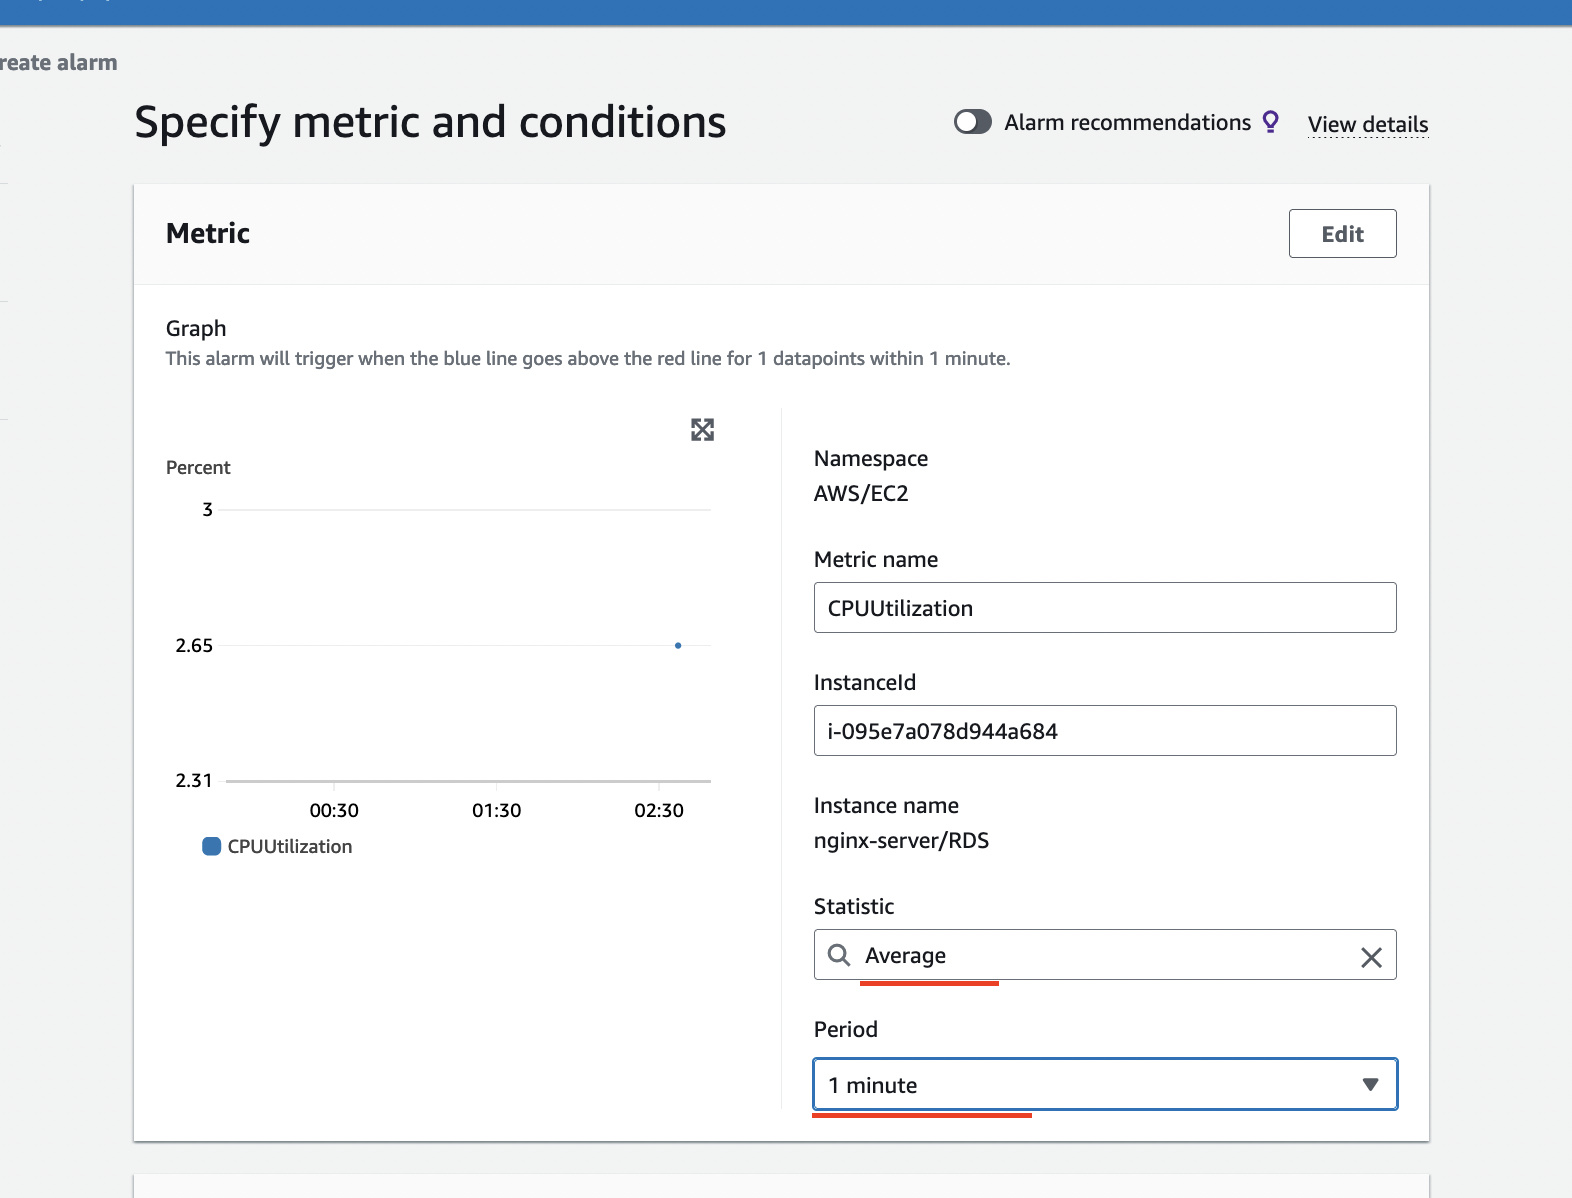 reate alarm
Specify metric and conditions
Alarm recommendations
View details
Metric
Edit
Graph
This alarm will trigger when the blue line goes above the red line for 1 datapoints within 1 minute.
Percent
3
2.65
2.31
00:30 01:30 02:30
CPUUtilization
Namespace
AWS/EC2
Metric name
CPUUtilization
InstanceId
i-095e7a078d944a684
Instance name
nginx-server/RDS
Statistic
Average
Period
1 minute